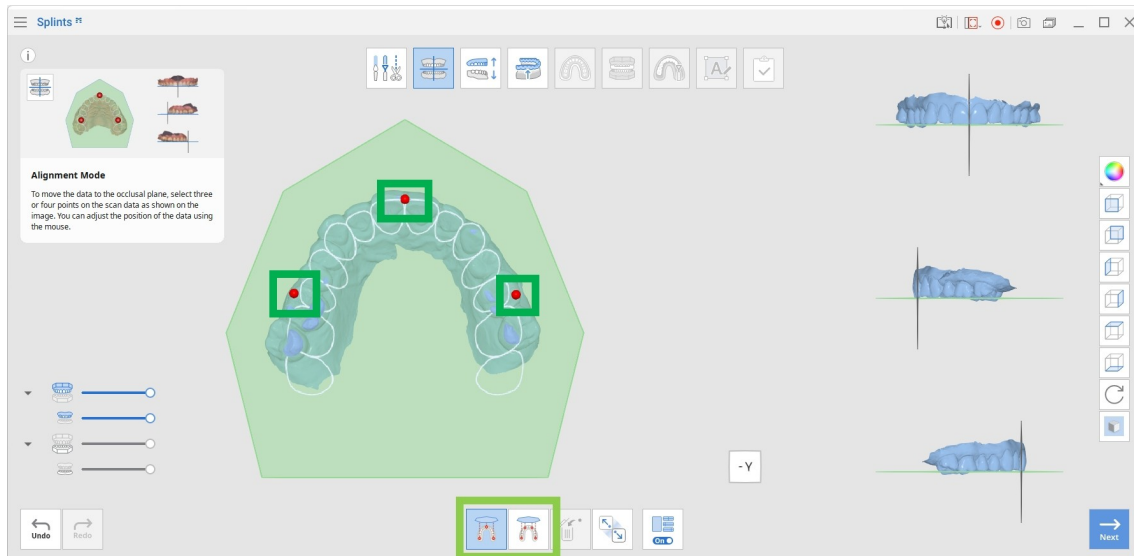 Splints
Alignment Mode
To move the data to the occlusal plane, select three
or four points on the scan data as shown on the
image. You can adjust the position of the data using
the mouse.
- Y
Undo
Redo
On
Next